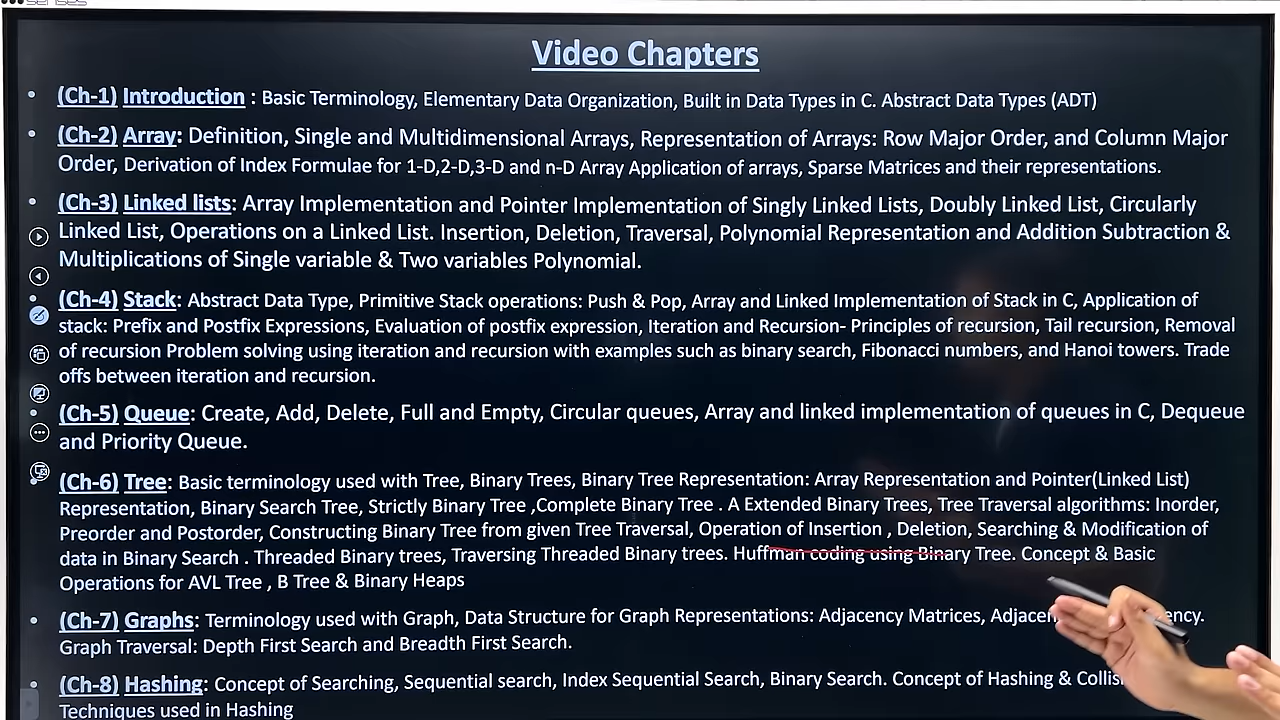 Video Chapters
• (Ch-1) Introduction : Basic Terminology, Elementary Data Organization, Built in Data Types in C. Abstract Data Types (ADT)
• (Ch-2) Array: Definition, Single and Multidimensional Arrays, Representation of Arrays: Row Major Order, and Column Major
Order, Derivation of Index Formulae for 1-D,2-D,3-D and n-D Array Application of arrays, Sparse Matrices and their representations.
• (Ch-3) Linked lists: Array Implementation and Pointer Implementation of Singly Linked Lists, Doubly Linked List, Circularly
Linked List, Operations on a Linked List. Insertion, Deletion, Traversal, Polynomial Representation and Addition Subtraction &
Multiplications of Single variable & Two variables Polynomial.
• (Ch-4) Stack: Abstract Data Type, Primitive Stack operations: Push & Pop, Array and Linked Implementation of Stack in C, Application of
stack: Prefix and Postfix Expressions, Evaluation of postfix expression, Iteration and Recursion- Principles of recursion, Tail recursion, Removal
of recursion Problem solving using iteration and recursion with examples such as binary search, Fibonacci numbers, and Hanoi towers. Trade
offs between iteration and recursion.
• (Ch-5) Queue: Create, Add, Delete, Full and Empty, Circular queues, Array and linked implementation of queues in C, Dequeue
and Priority Queue.
• (Ch-6) Tree: Basic terminology used with Tree, Binary Trees, Binary Tree Representation: Array Representation and Pointer(Linked List)
Representation, Binary Search Tree, Strictly Binary Tree ,Complete Binary Tree . A Extended Binary Trees, Tree Traversal algorithms: Inorder,
Preorder and Postorder, Constructing Binary Tree from given Tree Traversal, Operation of Insertion , Deletion, Searching & Modification of
data in Binary Search . Threaded Binary trees, Traversing Threaded Binary trees. Huffman coding using Binary Tree. Concept & Basic
Operations for AVL Tree , B Tree & Binary Heaps
• (Ch-7) Graphs: Terminology used with Graph, Data Structure for Graph Representations: Adjacency Matrices,
Graph Traversal: Depth First Search and Breadth First Search.
• (Ch-8) Hashing: Concept of Searching, Sequential search, Index Sequential Search, Binary Search. Concept of Hashing &
Techniques used in Hashing